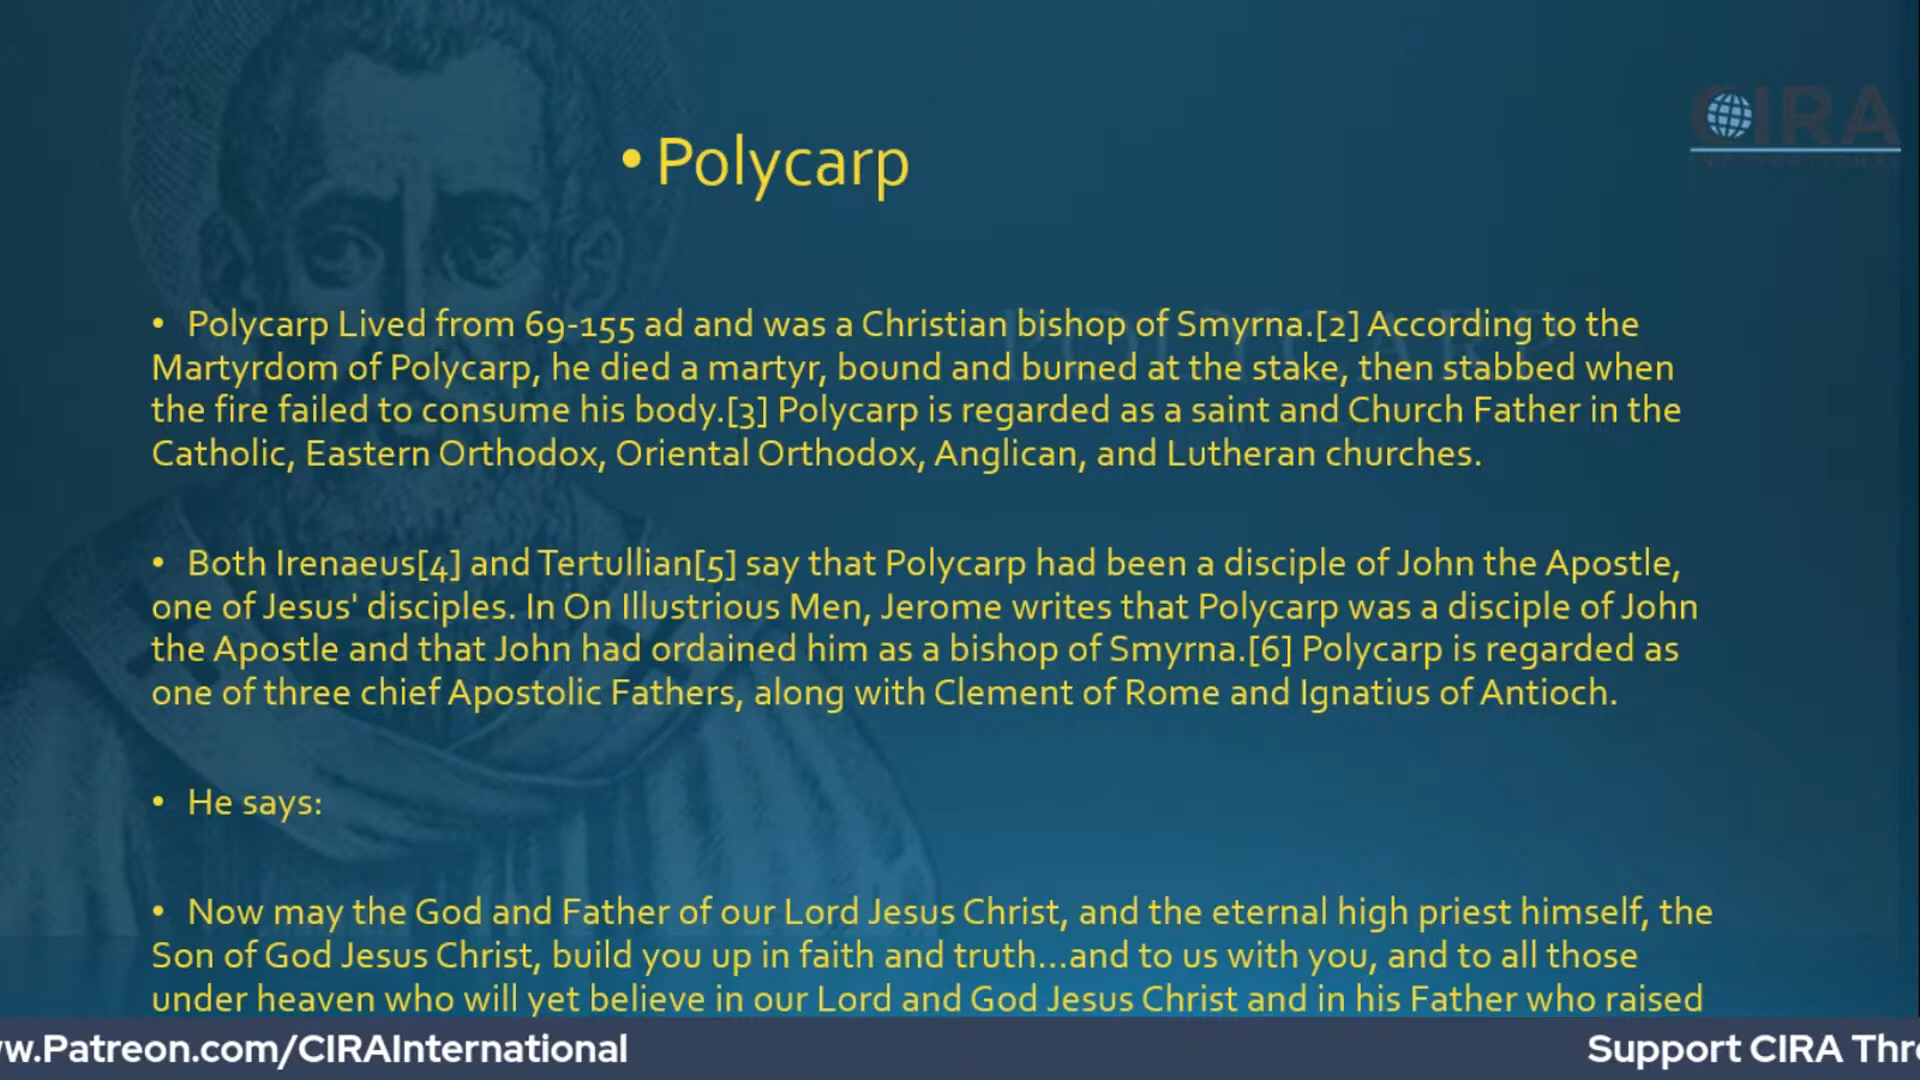 CIRA
• Polycarp
• Polycarp Lived from 69-155 ad and was a Christian bishop of Smyrna.[2] According to the
Martyrdom of Polycarp, he died a martyr, bound and burned at the stake, then stabbed when
the fire failed to consume his body.[3] Polycarp is regarded as a saint and Church Father in the
Catholic, Eastern Orthodox, Oriental Orthodox, Anglican, and Lutheran churches.
• Both Irenaeus[4] and Tertullian[5] say that Polycarp had been a disciple of John the Apostle,
one of Jesus' disciples. In On Illustrious Men, Jerome writes that Polycarp was a disciple of John
the Apostle and that John had ordained him as a bishop of Smyrna.[6] Polycarp is regarded as
one of three chief Apostolic Fathers, along with Clement of Rome and Ignatius of Antioch.
• He says:
• Now may the God and Father of our Lord Jesus Christ, and the eternal high priest himself, the
Son of God Jesus Christ, build you up in faith and truth...and to us with you, and to all those
under heaven who will yet believe in our Lord and God Jesus Christ and in his Father who raised
w.Patreon.com/CIRAInternational
Support CIRA Thr